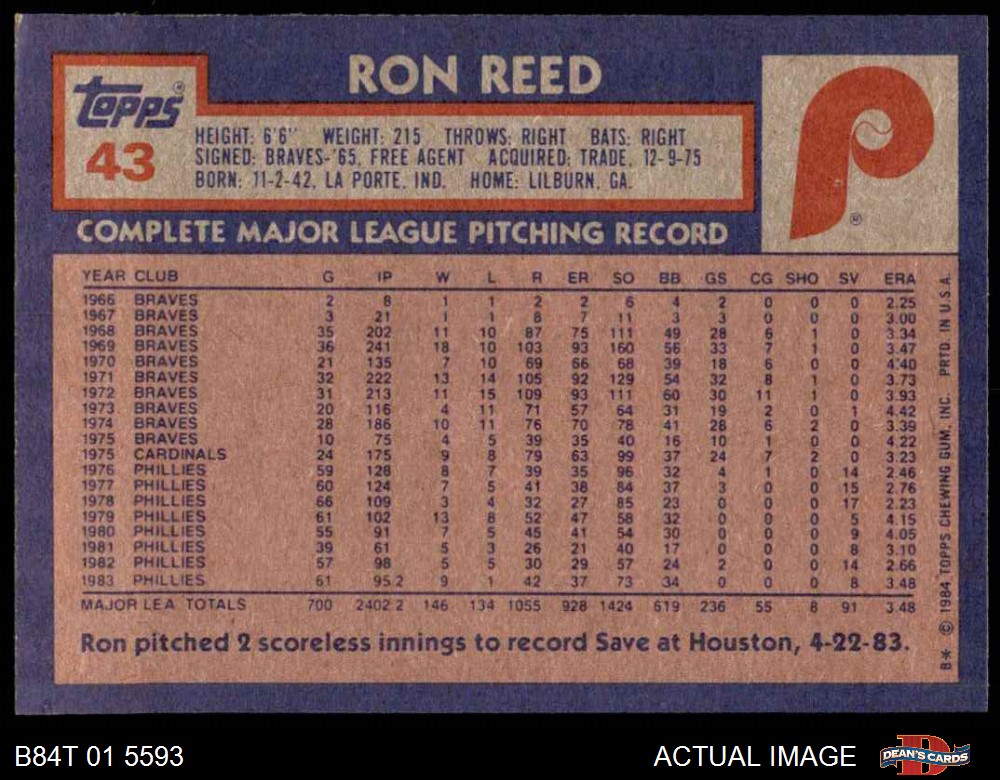 RON REED
Topps®
43
HEIGHT: 6'6" WEIGHT: 215 THROWS: RIGHT BATS: RIGHT
SIGNED: BRAVES-'65, FREE AGENT ACQUIRED: TRADE, 12-9-75
BORN: 11-2-42, LA PORTE, IND. HOME: LILBURN, GA.
P
®
COMPLETE MAJOR LEAGUE PITCHING RECORD
YEAR CLUB G IP W L R ER SO BB GS CG SHO SV ERA
1966 BRAVES 2 8 1 1 2 2 6 4 2 0 0 0 2.25
1967 BRAVES 3 21 1 1 8 7 11 3 3 0 0 0 3.00
1968 BRAVES 35 202 11 10 87 75 111 49 28 6 1 0 3.34
1969 BRAVES 36 241 18 10 103 93 160 56 33 7 1 0 3.47
1970 BRAVES 21 135 7 10 69 66 68 39 18 6 0 0 4.40
1971 BRAVES 32 222 13 14 105 92 129 54 32 8 1 0 3.73
1972 BRAVES 31 213 11 15 109 93 111 60 30 11 1 0 3.93
1973 BRAVES 20 116 4 11 71 57 64 31 19 2 0 1 4.42
1974 BRAVES 28 186 10 11 76 70 78 41 28 6 2 0 3.39
1975 BRAVES 10 75 4 5 39 35 40 16 10 1 0 0 4.22
1975 CARDINALS 24 175 9 8 79 63 99 37 24 7 2 0 3.23
1976 PHILLIES 59 128 8 7 39 35 96 32 4 1 0 14 2.46
1977 PHILLIES 60 124 7 5 41 38 84 37 3 0 0 15 2.76
1978 PHILLIES 66 109 3 4 32 27 85 23 0 0 0 17 2.23
1979 PHILLIES 61 102 13 8 52 47 58 32 0 0 0 5 4.15
1980 PHILLIES 55 91 7 5 45 41 54 30 0 0 0 9 4.05
1981 PHILLIES 39 61 5 3 26 21 40 17 0 0 0 8 3.10
1982 PHILLIES 57 98 5 5 30 29 57 24 2 0 0 14 2.66
1983 PHILLIES 61 95.2 9 1 42 37 73 34 0 0 0 8 3.48
MAJOR LEA TOTALS 700 2402.2 146 134 1055 928 1424 619 236 55 8 91 3.48
Ron pitched 2 scoreless innings to record Save at Houston, 4-22-83.
B* © 1984 TOPPS CHEWING GUM, INC. PRTD. IN U.S.A.
B84T 01 5593
ACTUAL IMAGE
D
DEAN'S CARDS